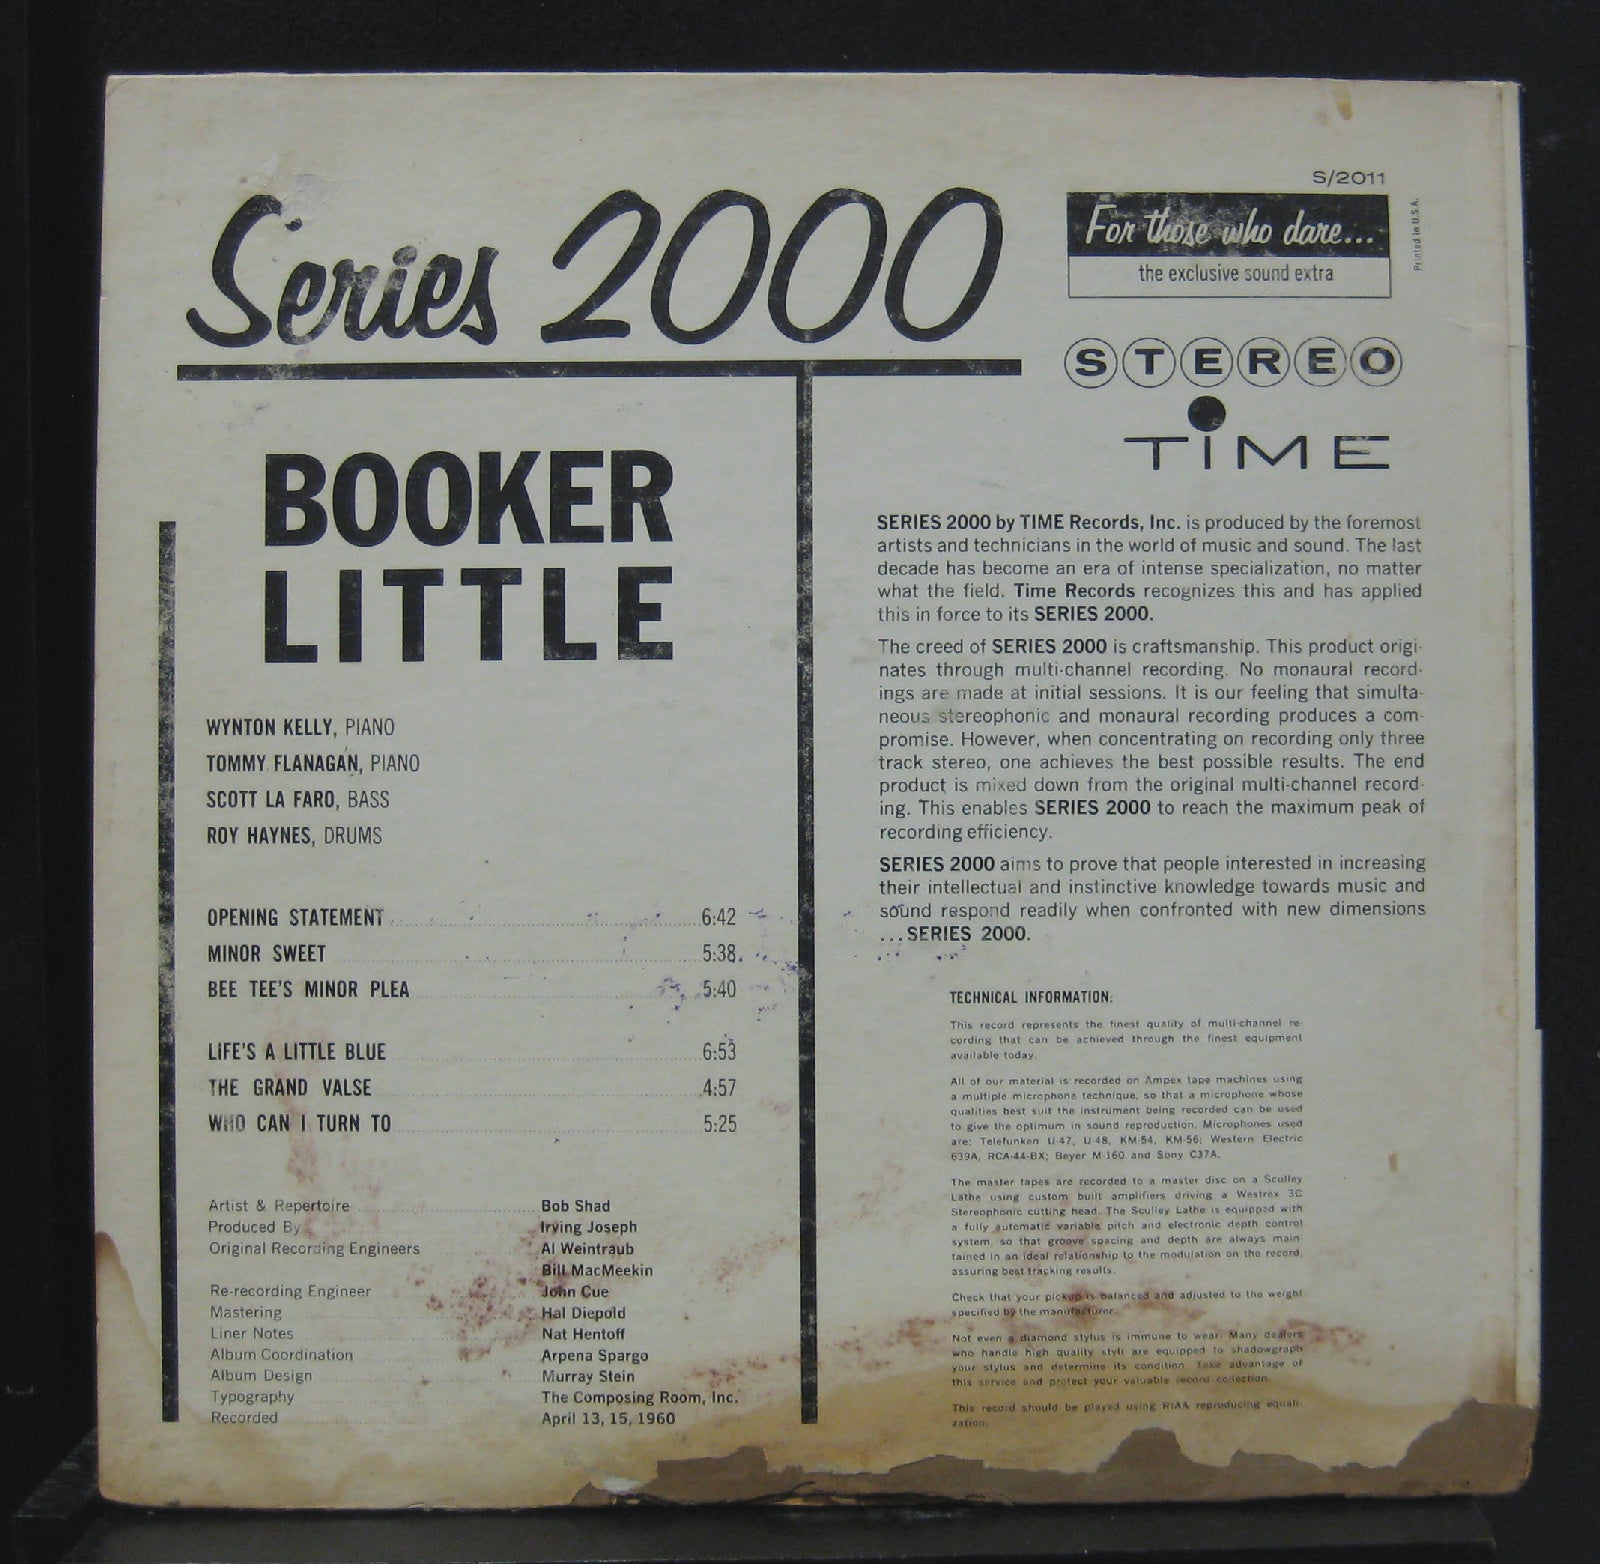 S/2011
Series 2000
For those who dare...
the exclusive sound extra
Printed in U.S.A.
STEREO
TIME
BOOKER
LITTLE
WYNTON KELLY, PIANO
TOMMY FLANAGAN, PIANO
SCOTT LA FARO, BASS
ROY HAYNES, DRUMS
OPENING STATEMENT 6:42
MINOR SWEET 5:38
BEE TEE'S MINOR PLEA 5:40
LIFE'S A LITTLE BLUE 6:53
THE GRAND VALSE 4:57
WHO CAN I TURN TO 5:25
Artist & Repertoire Bob Shad
Produced By Irving Joseph
Original Recording Engineers Al Weintraub
Bill MacMeekin
Re-recording Engineer John Cue
Mastering Hal Diepold
Liner Notes Nat Hentoff
Album Coordination Arpena Spargo
Album Design Murray Stein
Typography The Composing Room, Inc.
Recorded April 13, 15, 1960
SERIES 2000 by TIME Records, Inc. is produced by the foremost
artists and technicians in the world of music and sound. The last
decade has become an era of intense specialization, no matter
what the field. Time Records recognizes this and has applied
this in force to its SERIES 2000.
The creed of SERIES 2000 is craftsmanship. This product origi-
nates through multi-channel recording. No monaural record-
ings are made at initial sessions. It is our feeling that simulta-
neous stereophonic and monaural recording produces a com-
promise. However, when concentrating on recording only three
track stereo, one achieves the best possible results. The end
product is mixed down from the original multi-channel record-
ing. This enables SERIES 2000 to reach the maximum peak of
recording efficiency.
SERIES 2000 aims to prove that people interested in increasing
their intellectual and instinctive knowledge towards music and
sound respond readily when confronted with new dimensions
...SERIES 2000.
TECHNICAL INFORMATION:
This record represents the finest quality of multi-channel re-
cording that can be achieved through the finest equipment
available today.
All of our material is recorded on Ampex tape machines using
a multiple microphone technique, so that a microphone whose
qualities best suit the instrument being recorded can be used
to give the optimum in sound reproduction. Microphones used
are: Telefunken U-47, U-48, KM-54, KM-56; Western Electric
639A, RCA-44-BX; Beyer M-160 and Sony C37A.
The master tapes are recorded to a master disc on a Sculley
Lathe using custom built amplifiers driving a Westrex 3C
Stereophonic cutting head. The Sculley Lathe is equipped with
a fully automatic variable pitch and electronic depth control
system, so that groove spacing and depth are always main-
tained in an ideal relationship to the modulation on the record,
assuring best tracking results.
Check that your pickup is balanced and adjusted to the weight
specified by the manufacturer.
Not even a diamond stylus is immune to wear. Many dealers
who handle high quality styli are equipped to shadowgraph
your stylus and determine its condition. Take advantage of
this service and protect your valuable record collection.
This record should be played using RIAA reproducing equali-
zation.